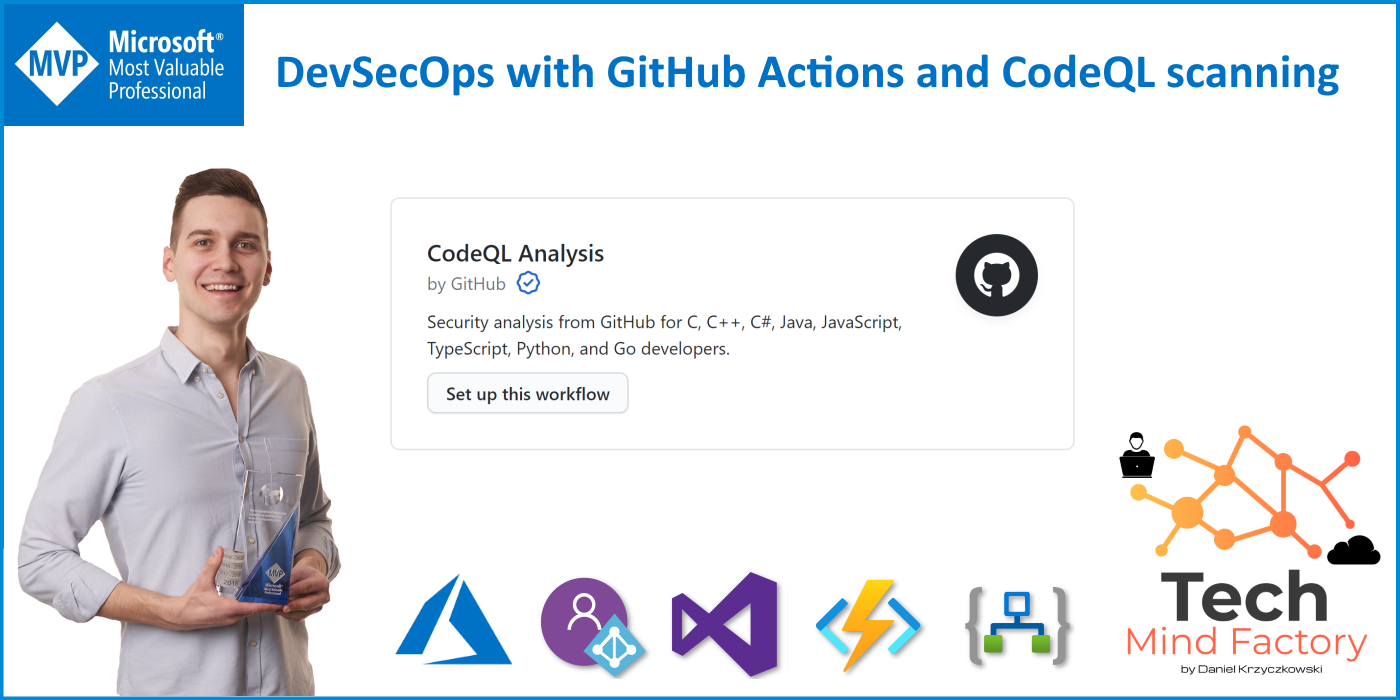 MVP
Microsoft®
Most Valuable
Professional
DevSecOps with GitHub Actions and CodeQL scanning
CodeQL Analysis
by GitHub
Security analysis from GitHub for C, C++, C#, Java, JavaScript,
TypeScript, Python, and Go developers.
Set up this workflow
MVP
Microsoft®
Tech
Mind Factory
by Daniel Krzyczkowski